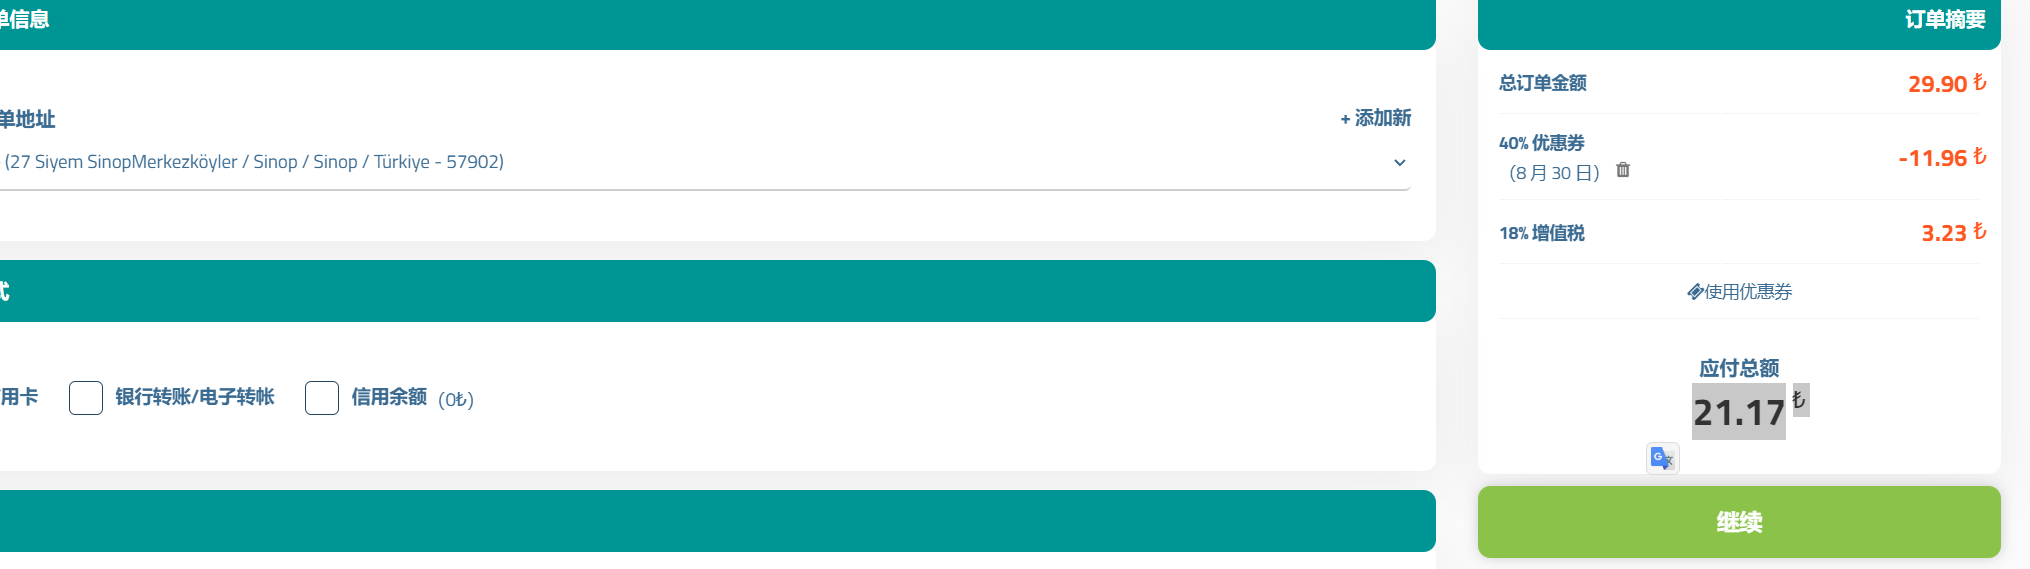 单信息
单地址
+ 添加新
(27 Siyem SinopMerkezköyler / Sinop / Sinop / Türkiye - 57902)
式
用卡
银行转账/电子转帐
信用余额 (0₺)
订单摘要
总订单金额 29.90 ₺
40% 优惠券
（8 月 30 日）
-11.96 ₺
18% 增值税 3.23 ₺
使用优惠券
应付总额
21.17 ₺
继续